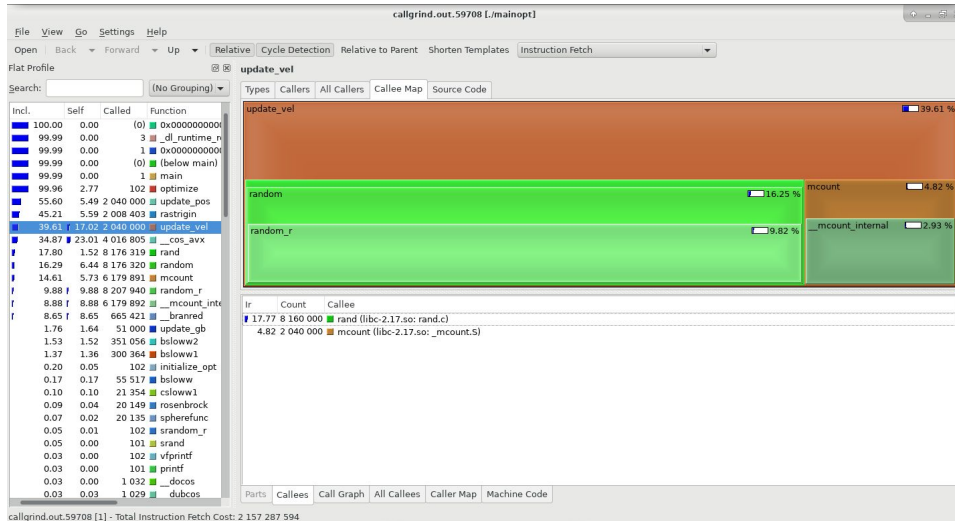 callgrind.out.59708 [./mainopt]
File View Go Settings Help
Open Back Forward Up Relative Cycle Detection Relative to Parent Shorten Templates Instruction Fetch
Flat Profile
Search: (No Grouping)
Incl. Self Called Function
100.00 0.00 (0) 0x000000000
99.99 0.00 3 _dl_runtime_r
99.99 0.00 1 0x000000000
99.99 0.00 (0) (below main)
99.99 0.00 1 main
99.96 2.77 102 optimize
55.60 5.49 2 040 000 update_pos
45.21 5.59 2 008 403 rastrigin
39.61 17.02 2 040 000 update_vel
34.87 23.01 4 016 805 __cos_avx
17.80 1.52 8 176 319 rand
16.29 6.44 8 176 320 random
14.61 5.73 6 179 891 mcount
9.88 9.88 8 207 940 random_r
8.88 8.88 6 179 892 __mcount_inte
8.65 8.65 665 421 __branred
1.76 1.64 51 000 update_gb
1.53 1.52 351 056 bsloww2
1.37 1.36 300 364 bsloww1
0.20 0.05 102 initialize_opt
0.17 0.17 55 517 bsloww
0.10 0.10 21 354 csloww1
0.09 0.04 20 149 rosenbrock
0.07 0.02 20 135 spherefunc
0.05 0.01 102 srandom_r
0.05 0.00 101 srand
0.03 0.00 102 vfprintf
0.03 0.00 101 printf
0.03 0.00 1 032 __docos
0.03 0.03 1 029 __dubcos
update_vel
Types Callers All Callers Callee Map Source Code
update_vel 39.61 %
random 16.25 %
mcount 4.82 %
random_r 9.82 %
__mcount_internal 2.93 %
Ir Count Callee
17.77 8 160 000 rand (libc-2.17.so: rand.c)
4.82 2 040 000 mcount (libc-2.17.so: _mcount.S)
Parts Callees Call Graph All Callees Caller Map Machine Code
callgrind.out.59708 [1] - Total Instruction Fetch Cost: 2 157 287 594